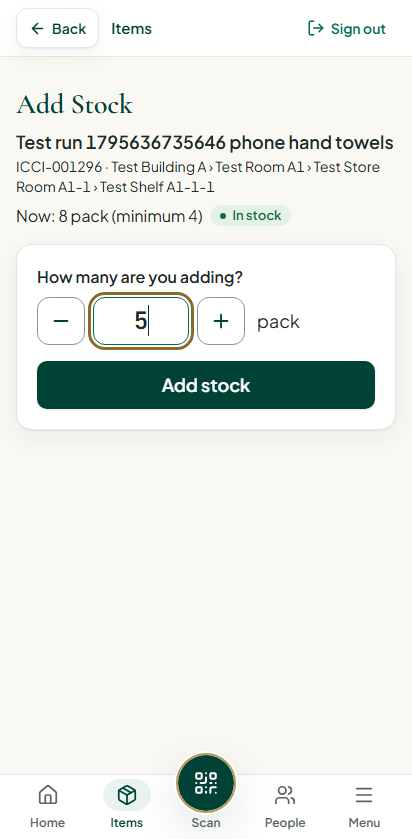 Back
Items
Sign out
Add Stock
Test run 1795636735646 phone hand towels
ICCI-001296 · Test Building A › Test Room A1 › Test Store
Room A1-1 › Test Shelf A1-1-1
Now: 8 pack (minimum 4)
In stock
How many are you adding?
5
pack
Add stock
Home
Items
Scan
People
Menu